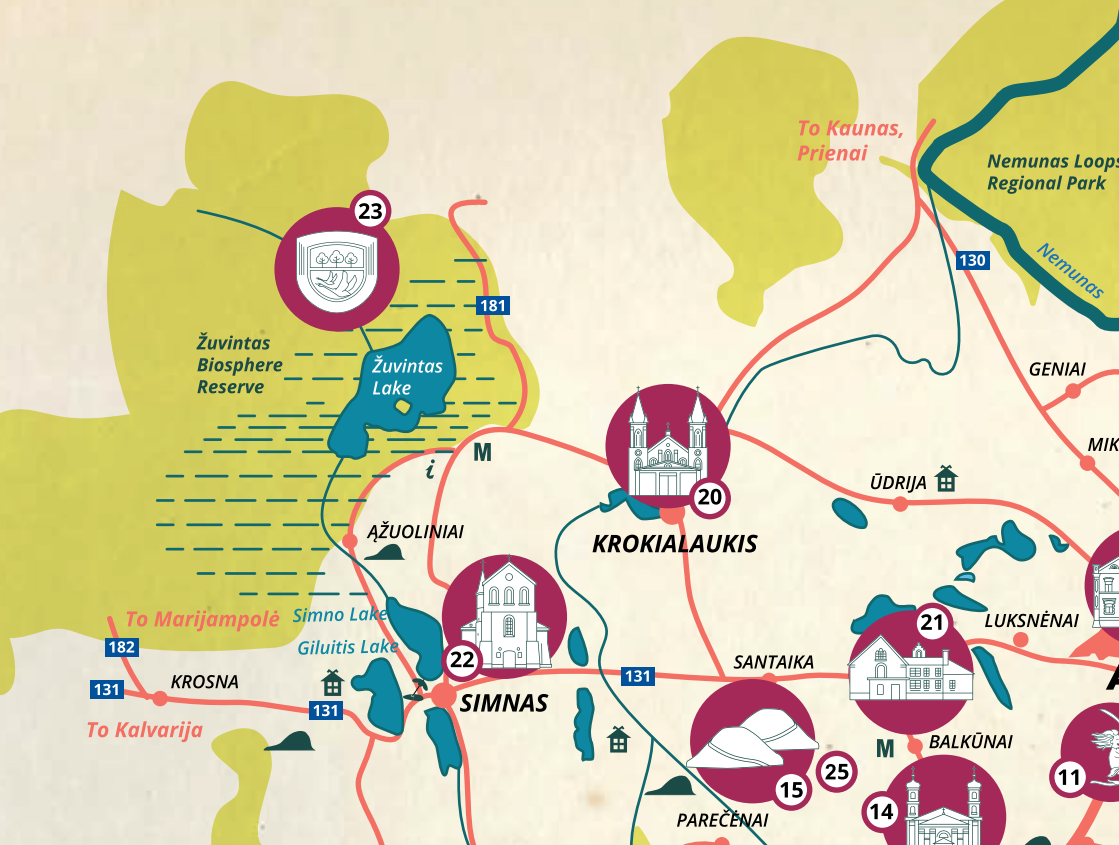 To Kaunas,
Prienai
Nemunas Loops
Regional Park
23
130
Nemunas
181
Žuvintas
Biosphere
Reserve
Žuvintas
Lake
GENIAI
M
i
MIK
ŪDRIJA
20
ĄŽUOLINIAI
KROKIALAUKIS
To Marijampolė
Simno Lake
Giluitis Lake
21
LUKSNĖNAI
182
22
SANTAIKA
131
KROSNA
131
131
SIMNAS
A
To Kalvarija
M
BALKŪNAI
25
15
11
14
PAREČĖNAI